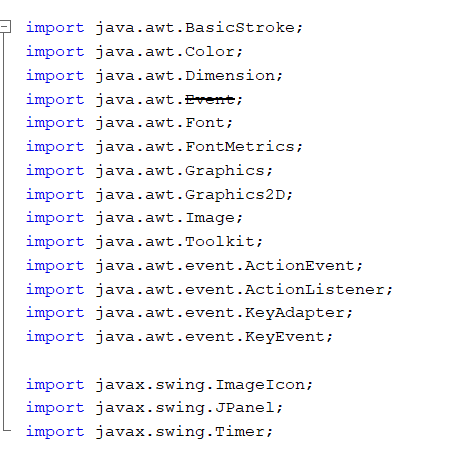 import java.awt.BasicStroke;
import java.awt.Color;
import java.awt.Dimension;
import java.awt.Event;
import java.awt.Font;
import java.awt.FontMetrics;
import java.awt.Graphics;
import java.awt.Graphics2D;
import java.awt.Image;
import java.awt.Toolkit;
import java.awt.event.ActionEvent;
import java.awt.event.ActionListener;
import java.awt.event.KeyAdapter;
import java.awt.event.KeyEvent;

import javax.swing.ImageIcon;
import javax.swing.JPanel;
import javax.swing.Timer;